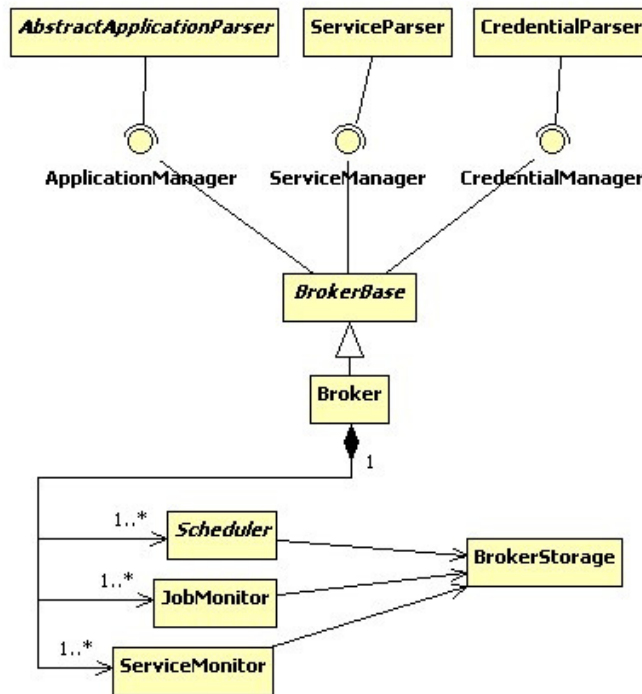 AbstractApplicationParser
ServiceParser
CredentialParser
ApplicationManager
ServiceManager
CredentialManager
BrokerBase
Broker
1
1..*
Scheduler
BrokerStorage
1..*
JobMonitor
1..*
ServiceMonitor